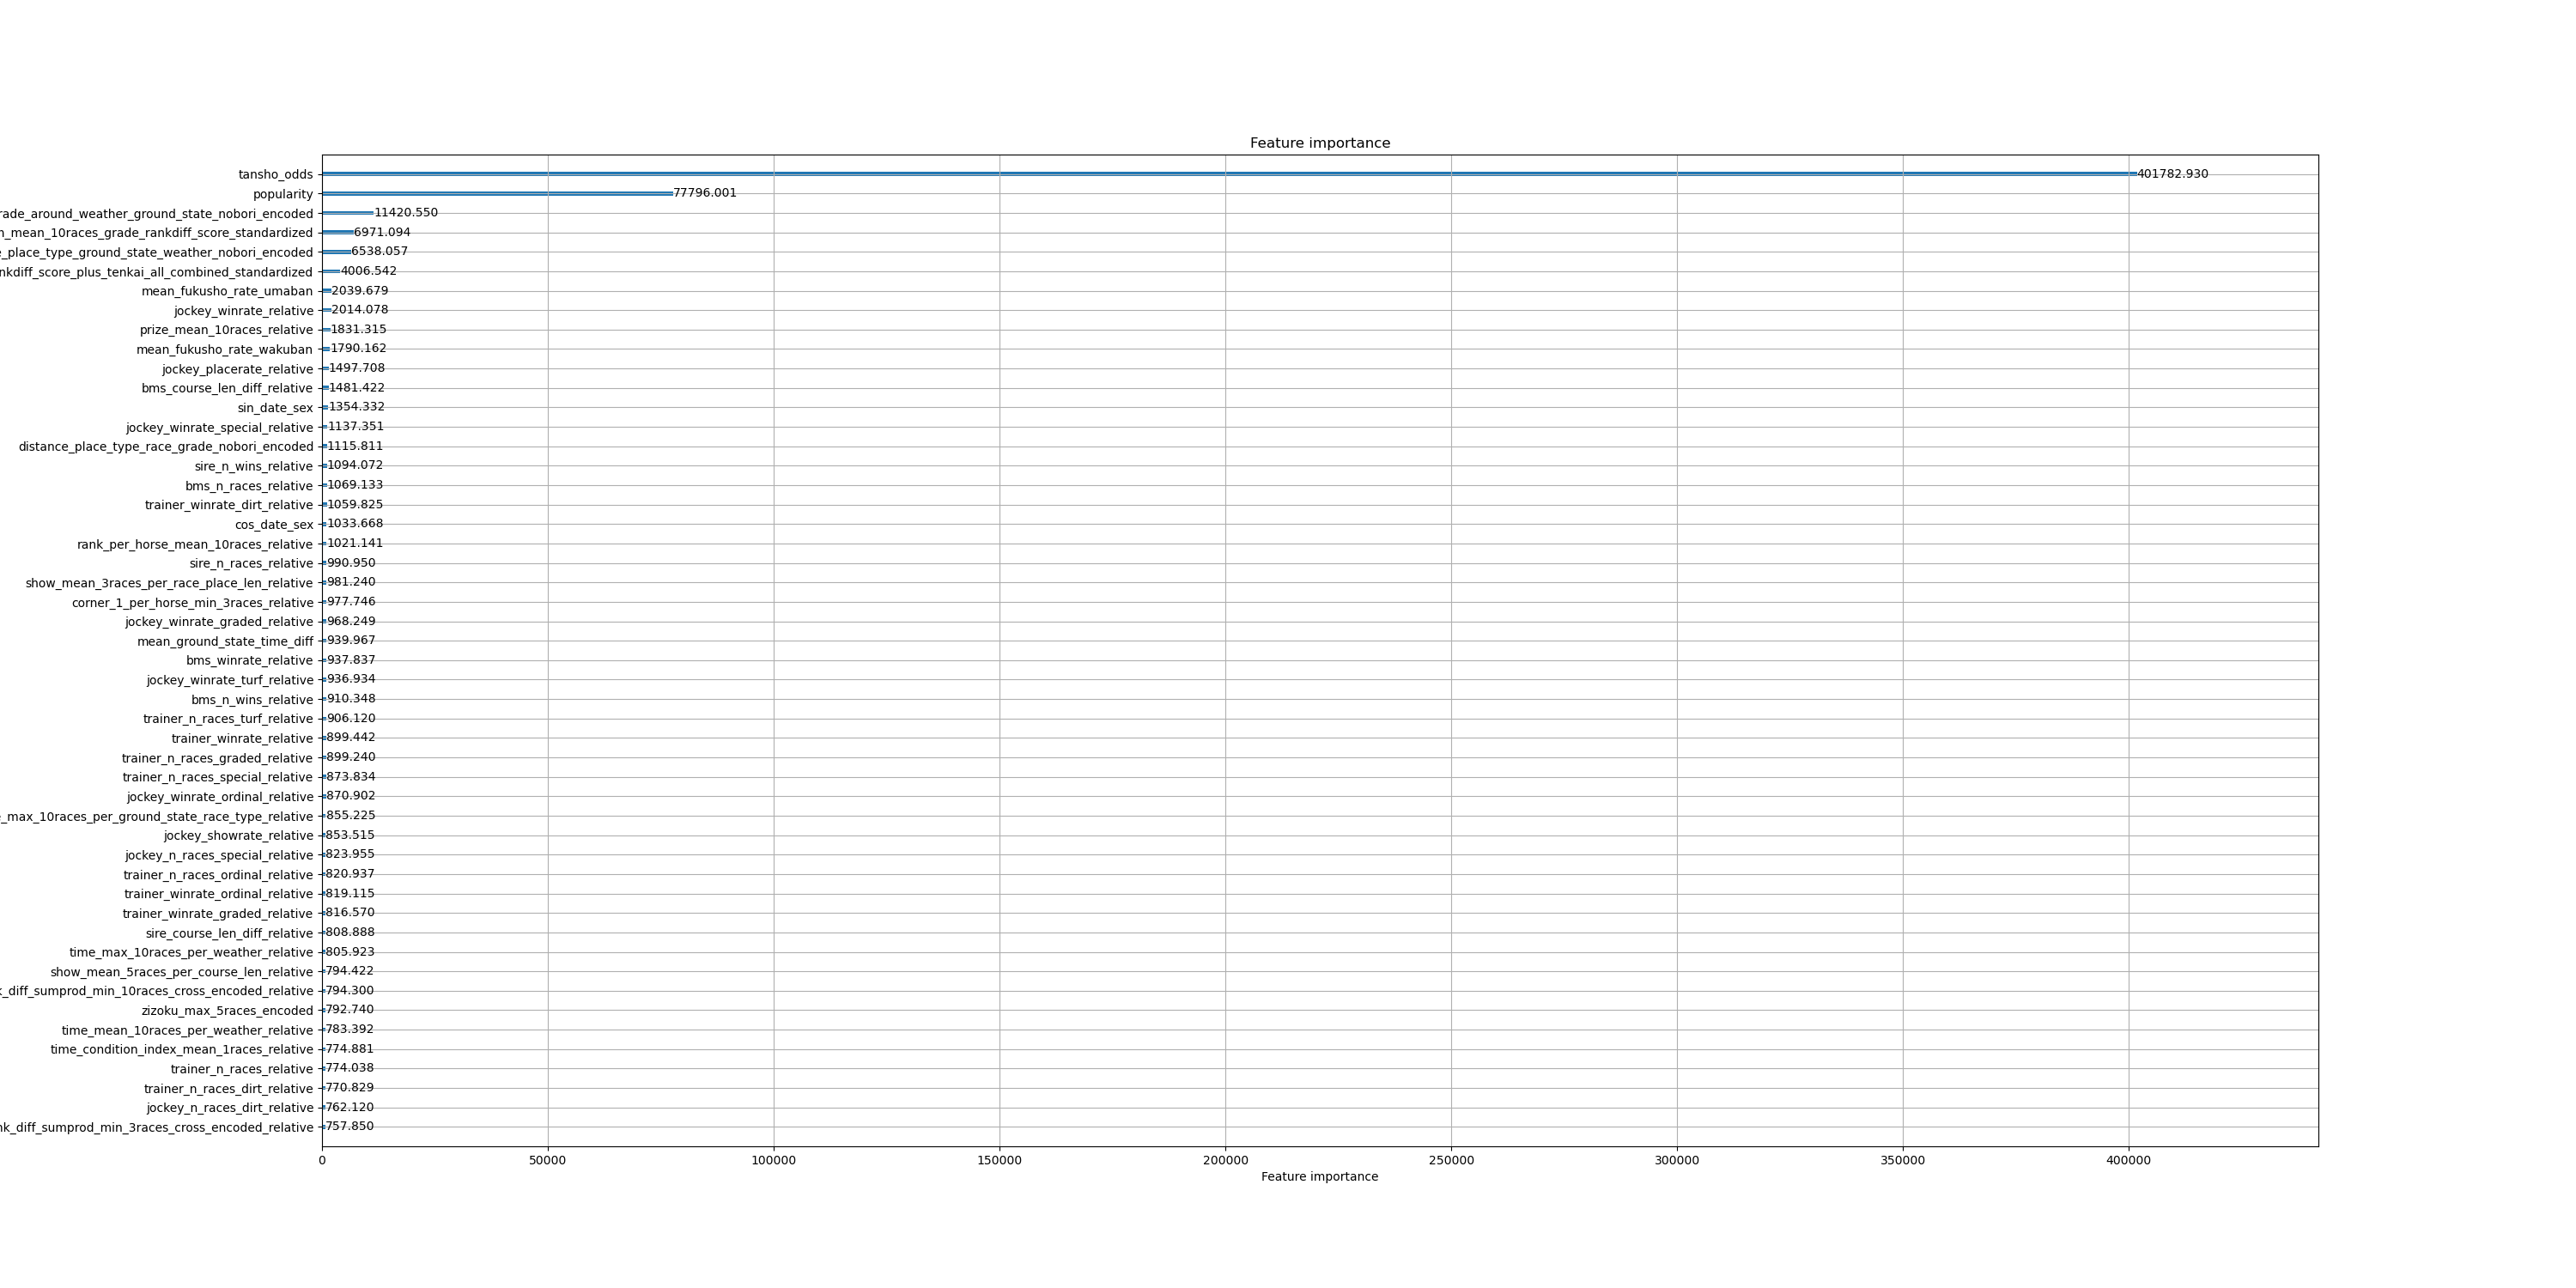 Feature importance
tansho_odds 401782.930
popularity 77796.001
rade_around_weather_ground_state_nobori_encoded 11420.550
n_mean_10races_grade_rankdiff_score_standardized 6971.094
_place_type_ground_state_weather_nobori_encoded 6538.057
nkdiff_score_plus_tenkai_all_combined_standardized 4006.542
mean_fukusho_rate_umaban 2039.679
jockey_winrate_relative 2014.078
prize_mean_10races_relative 1831.315
mean_fukusho_rate_wakuban 1790.162
jockey_placerate_relative 1497.708
bms_course_len_diff_relative 1481.422
sin_date_sex 1354.332
jockey_winrate_special_relative 1137.351
distance_place_type_race_grade_nobori_encoded 1115.811
sire_n_wins_relative 1094.072
bms_n_races_relative 1069.133
trainer_winrate_dirt_relative 1059.825
cos_date_sex 1033.668
rank_per_horse_mean_10races_relative 1021.141
sire_n_races_relative 990.950
show_mean_3races_per_race_place_len_relative 981.240
corner_1_per_horse_min_3races_relative 977.746
jockey_winrate_graded_relative 968.249
mean_ground_state_time_diff 939.967
bms_winrate_relative 937.837
jockey_winrate_turf_relative 936.934
bms_n_wins_relative 910.348
trainer_n_races_turf_relative 906.120
trainer_winrate_relative 899.442
trainer_n_races_graded_relative 899.240
trainer_n_races_special_relative 873.834
jockey_winrate_ordinal_relative 870.902
_max_10races_per_ground_state_race_type_relative 855.225
jockey_showrate_relative 853.515
jockey_n_races_special_relative 823.955
trainer_n_races_ordinal_relative 820.937
trainer_winrate_ordinal_relative 819.115
trainer_winrate_graded_relative 816.570
sire_course_len_diff_relative 808.888
time_max_10races_per_weather_relative 805.923
show_mean_5races_per_course_len_relative 794.422
k_diff_sumprod_min_10races_cross_encoded_relative 794.300
zizoku_max_5races_encoded 792.740
time_mean_10races_per_weather_relative 783.392
time_condition_index_mean_1races_relative 774.881
trainer_n_races_relative 774.038
trainer_n_races_dirt_relative 770.829
jockey_n_races_dirt_relative 762.120
nk_diff_sumprod_min_3races_cross_encoded_relative 757.850
0 50000 100000 150000 200000 250000 300000 350000 400000
Feature importance